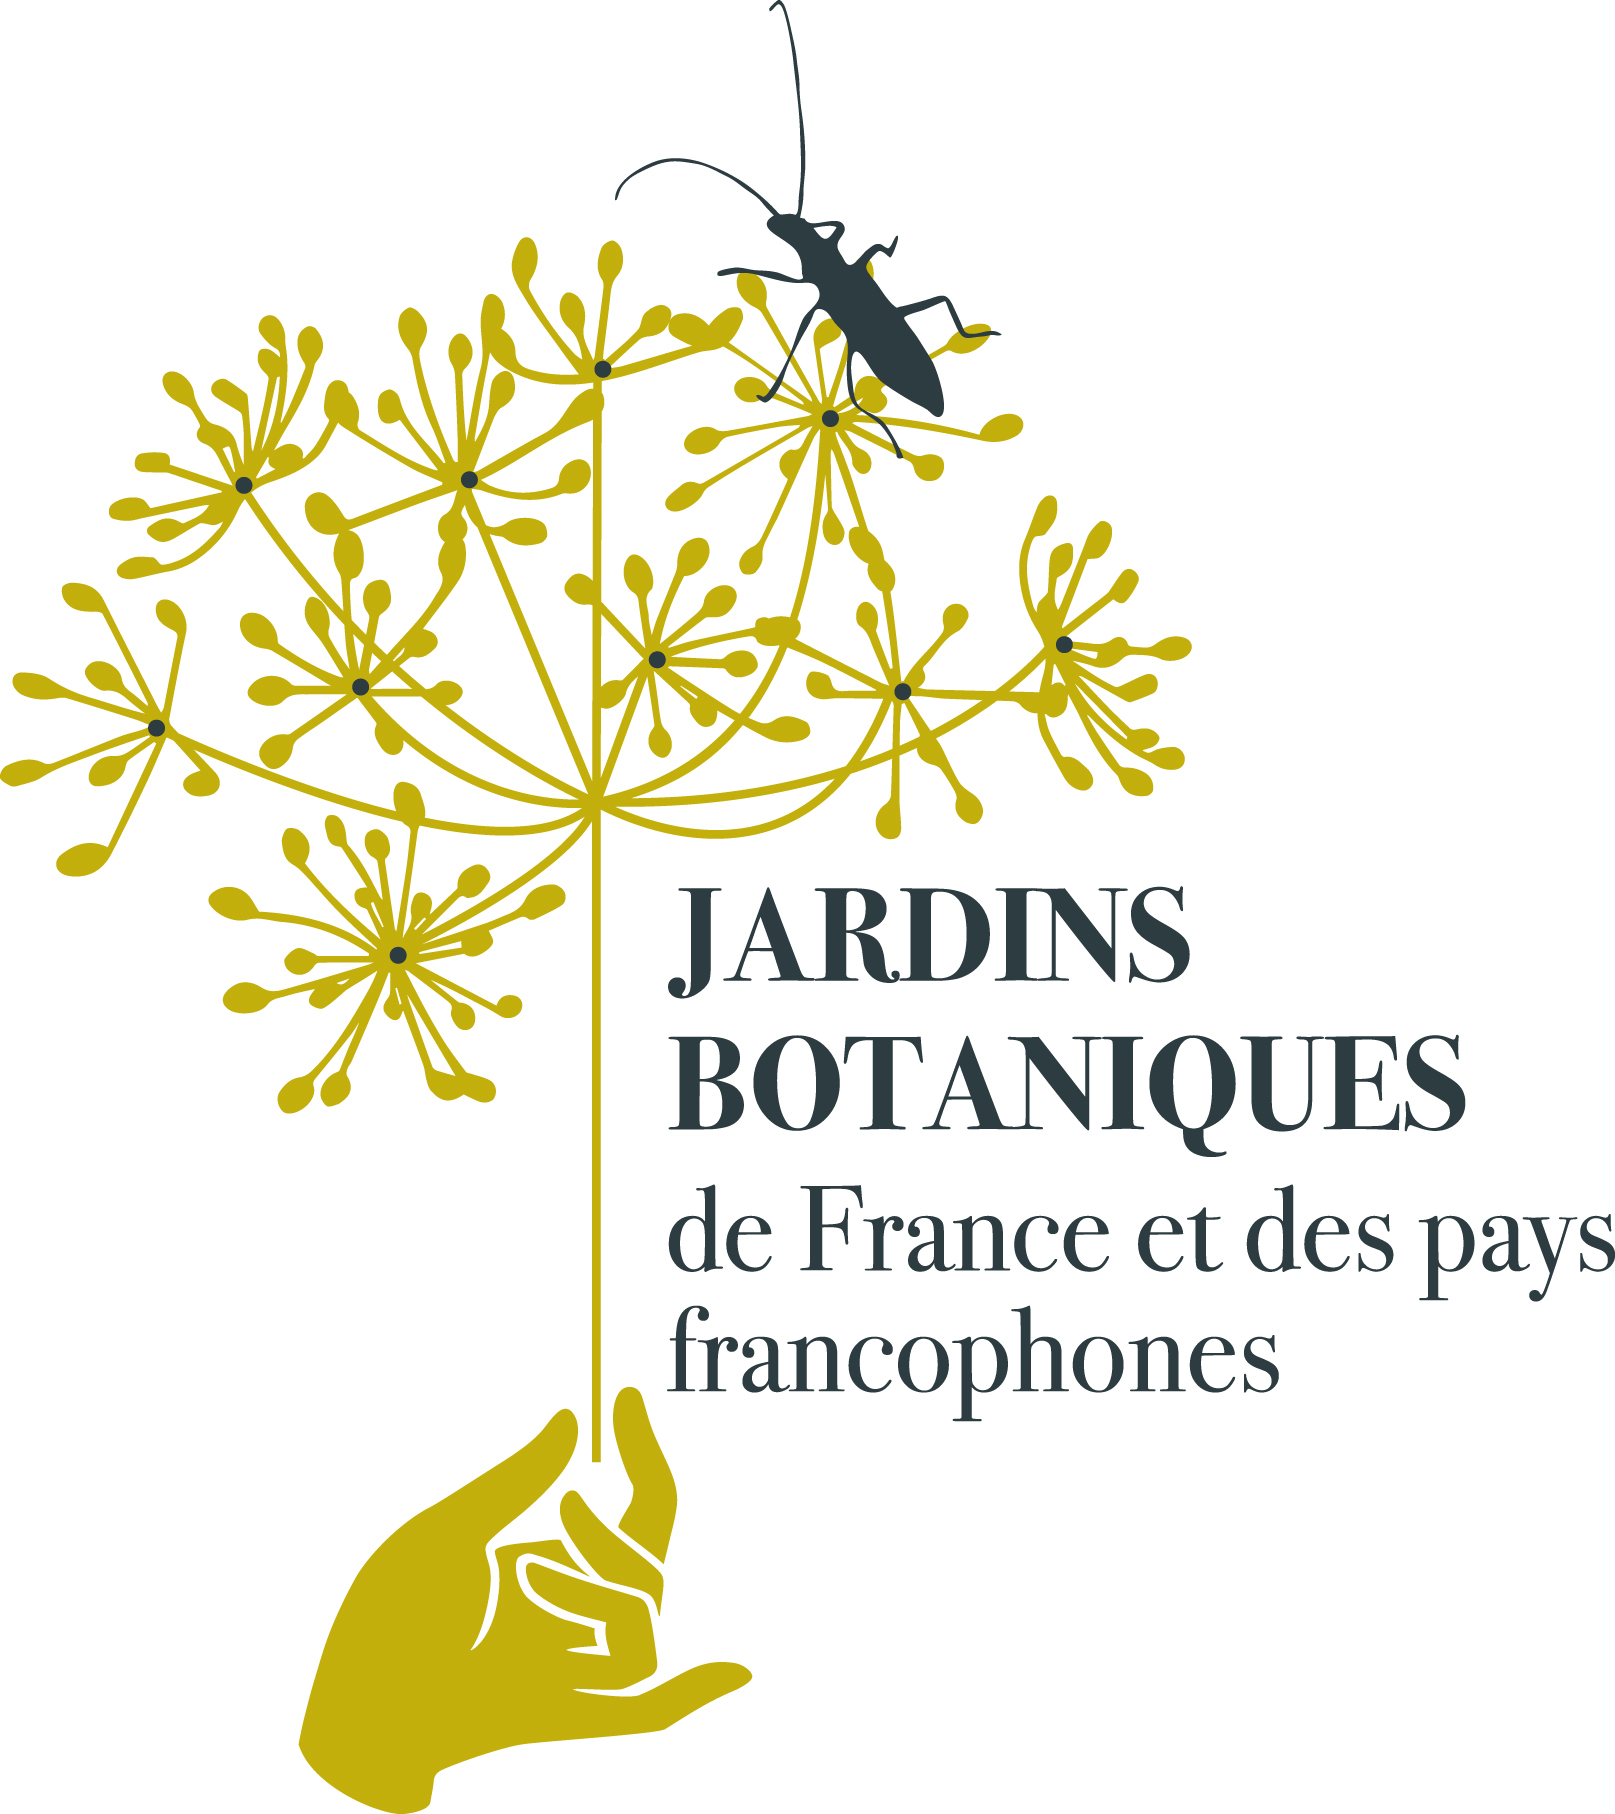 JARDINS
BOTANIQUES
de France et des pays
francophones